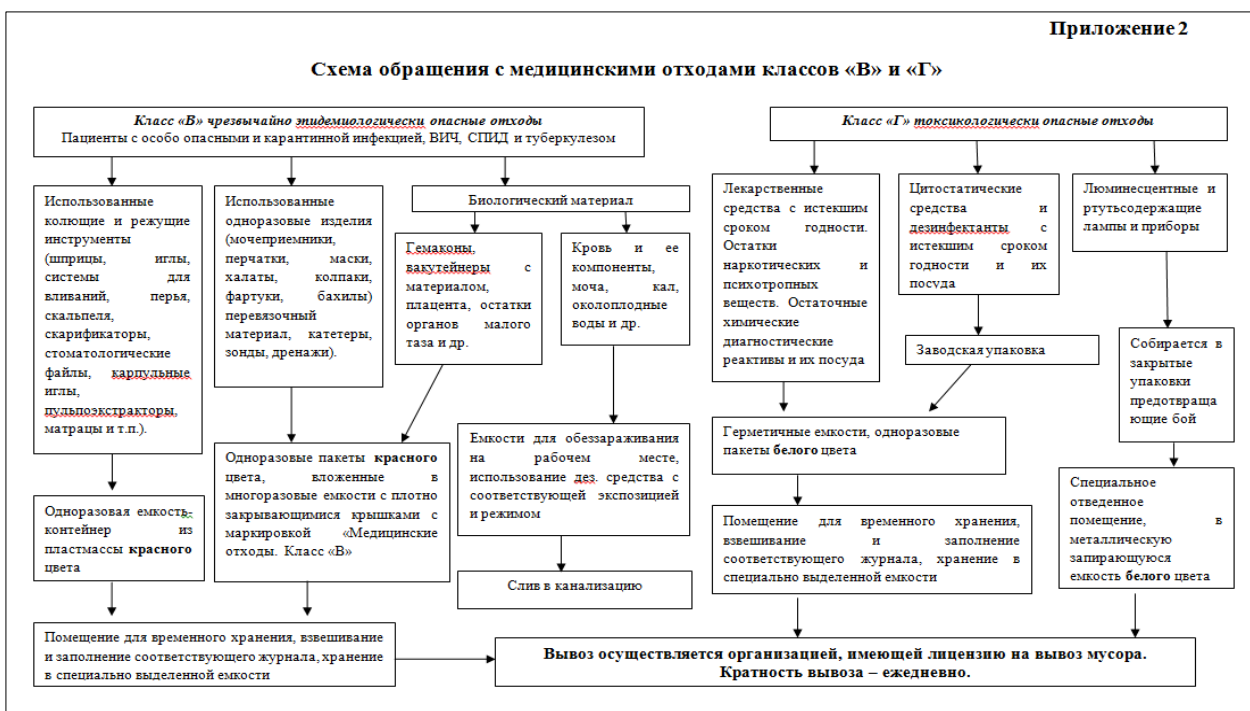 Приложение 2
Схема обращения с медицинскими отходами классов «В» и «Г»
Класс «В» чрезвычайно эпидемиологически опасные отходы
Пациенты с особо опасными и карантинной инфекцией, ВИЧ, СПИД и туберкулезом
Использованные
колющие и режущие
инструменты
(шприцы, иглы,
системы для
вливаний, перья,
скальпеля,
скарификаторы,
стоматологические
файлы, карпульные
иглы,
пульпоэкстракторы,
матрацы и т.п.).
Одноразовая емкость-
контейнер из
пластмассы красного
цвета
Использованные
одноразовые изделия
(мочеприемники,
перчатки, маски,
халаты, колпаки,
фартуки, бахилы)
перевязочный
материал, катетеры,
зонды, дренажи).
Биологический материал
Гемаконы,
вакутейнеры с
материалом,
плацента, остатки
органов малого
таза и др.
Кровь и ее
компоненты,
моча, кал,
околоплодные
воды и др.
Одноразовые пакеты красного
цвета, вложенные в
многоразовые емкости с плотно
закрывающимися крышками с
маркировкой «Медицинские
отходы. Класс «В»
Емкости для обеззараживания
на рабочем месте,
использование дез. средства с
соответствующей экспозицией
и режимом
Слив в канализацию
Помещение для временного хранения, взвешивание
и заполнение соответствующего журнала, хранение
в специально выделенной емкости
Класс «Г» токсикологически опасные отходы
Лекарственные
средства с истекшим
сроком годности.
Остатки
наркотических и
психотропных
веществ. Остаточные
химические
диагностические
реактивы и их посуда
Цитостатические
средства и
дезинфектанты с
истекшим сроком
годности и их
посуда
Заводская упаковка
Люминесцентные и
ртутьсодержащие
лампы и приборы
Собирается в
закрытые
упаковки
предотвраща
ющие бой
Герметичные емкости, одноразовые
пакеты белого цвета
Помещение для временного хранения,
взвешивание и заполнение
соответствующего журнала, хранение в
специально выделенной емкости
Специальное
отведенное
помещение, в
металлическую
запирающуюся
емкость белого цвета
Вывоз осуществляется организацией, имеющей лицензию на вывоз мусора.
Кратность вывоза – ежедневно.